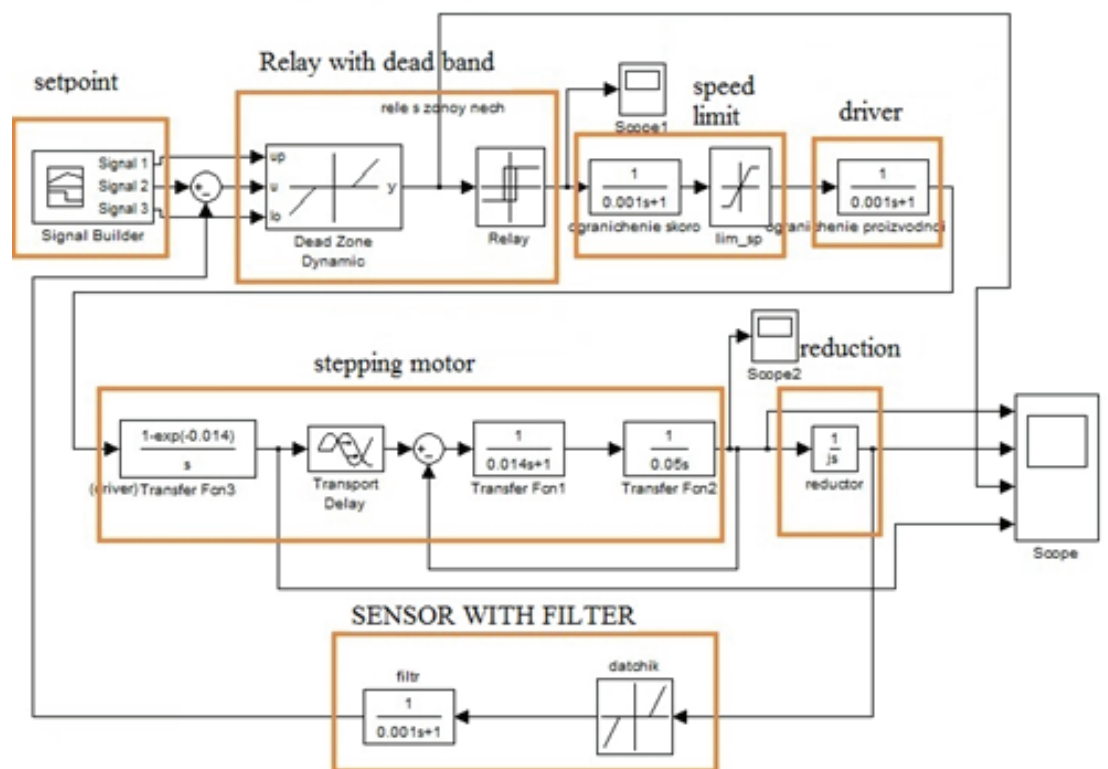 setpoint
Relay with dead band
rele s zonoy nech
speed
limit
driver
Signal 1
Signal 2
Signal 3
Signal Builder
+
-
up
u
lo
y
Dead Zone
Dynamic
Relay
Scope1
1
0.001s+1
ogranichenie skoro
lim_sp
1
0.001s+1
ogranichenie proizvodnoi
stepping motor
Scope2
reduction
1-exp(-0.014)
s
(driver) Transfer Fcn3
Transport
Delay
+
-
1
0.014s+1
Transfer Fcn1
1
0.05s
Transfer Fcn2
1
js
reductor
Scope
SENSOR WITH FILTER
filtr
1
0.001s+1
datchik